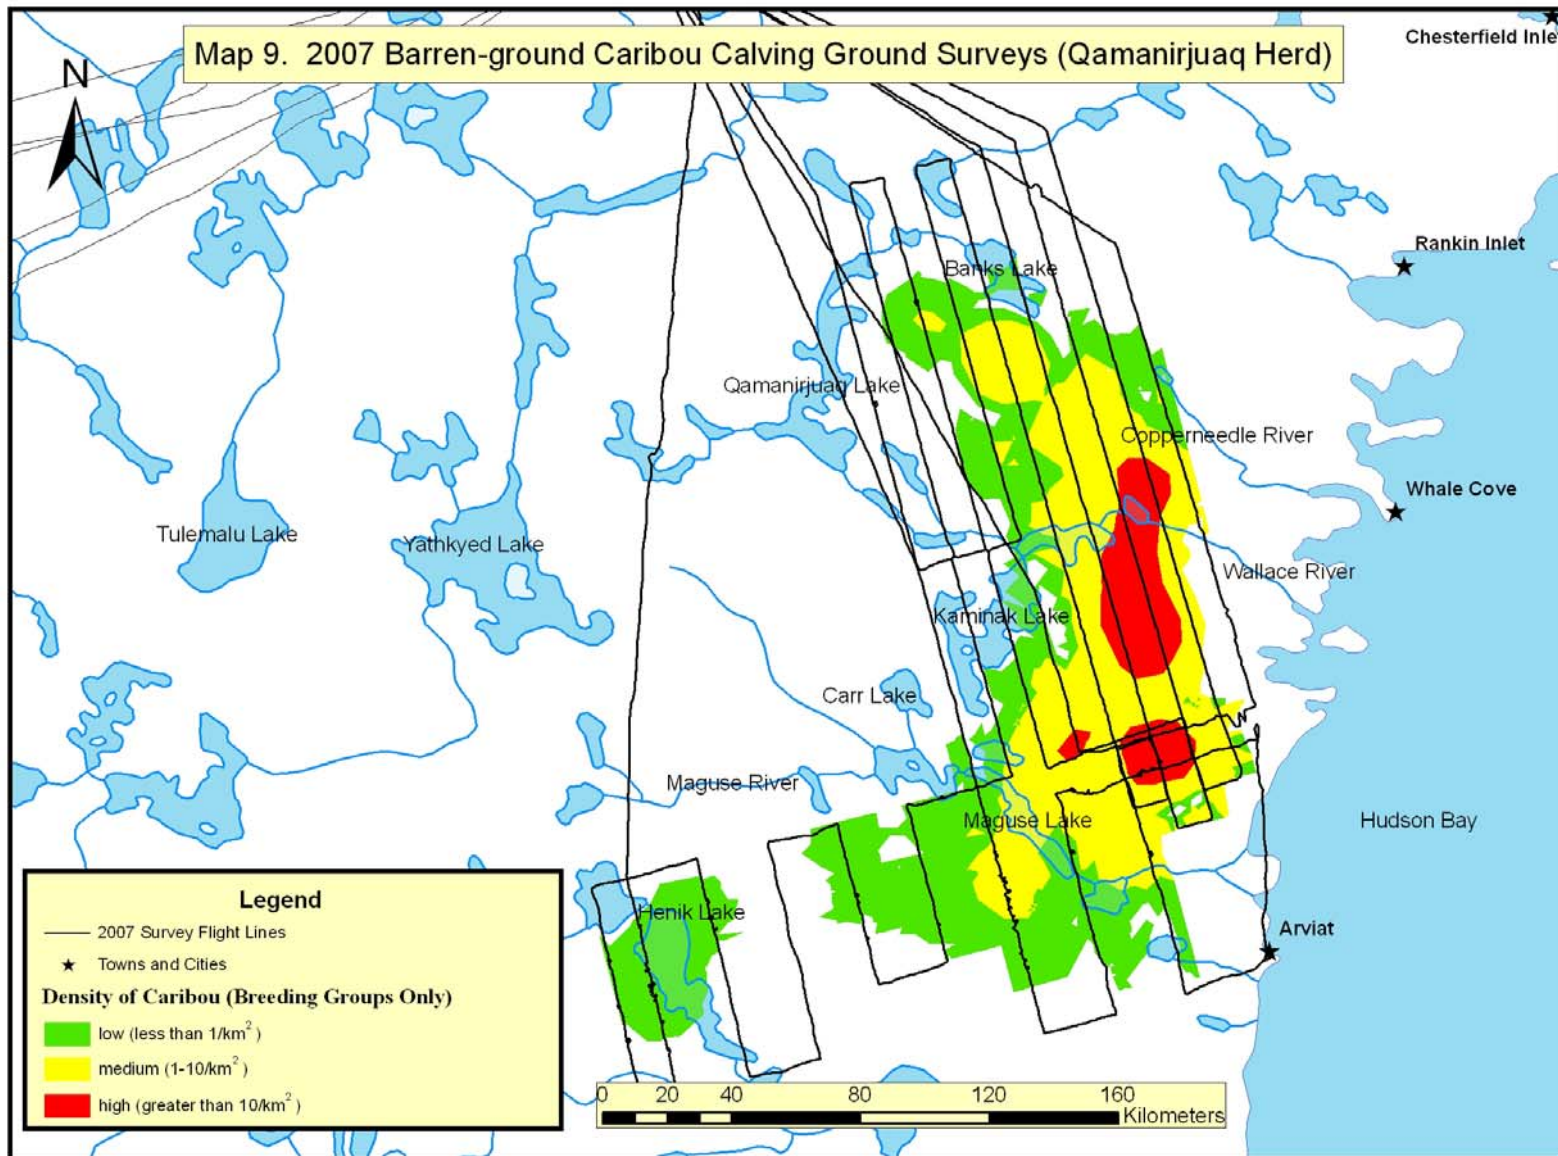 Chesterfield Inle
Map 9. 2007 Barren-ground Caribou Calving Ground Surveys (Qamanirjuaq Herd)
N
Rankin Inlet
Banks Lake
Qamanirjuaq Lake
Copperneedle River
Whale Cove
Tulemalu Lake
Yathkyed Lake
Wallace River
Kaminak Lake
Carr Lake
Maguse River
Maguse Lake
Hudson Bay
Henik Lake
Arviat
Legend
2007 Survey Flight Lines
Towns and Cities
Density of Caribou (Breeding Groups Only)
low (less than 1/km²)
medium (1-10/km²)
high (greater than 10/km²)
0 20 40 80 120 160
Kilometers